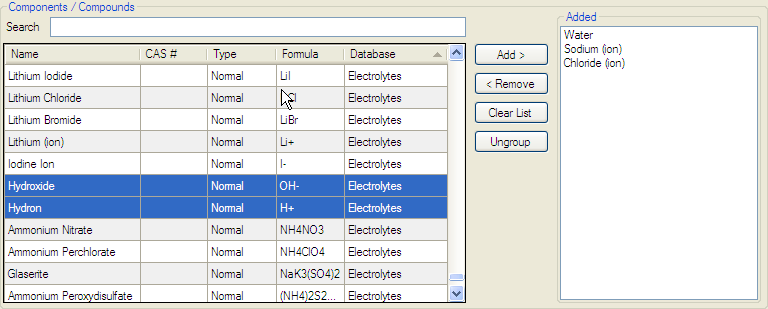 Components / Compounds
Search
Name CAS # Type Formula Database
Lithium Iodide Normal LiI Electrolytes
Lithium Chloride Normal Cl Electrolytes
Lithium Bromide Normal LiBr Electrolytes
Lithium (ion) Normal Li+ Electrolytes
Iodine Ion Normal I- Electrolytes
Hydroxide Normal OH- Electrolytes
Hydron Normal H+ Electrolytes
Ammonium Nitrate Normal NH4NO3 Electrolytes
Ammonium Perchlorate Normal NH4ClO4 Electrolytes
Glaserite Normal NaK3(SO4)2 Electrolytes
Ammonium Peroxydisulfate Normal (NH4)2S2... Electrolytes
Add >
< Remove
Clear List
Ungroup
Added
Water
Sodium (ion)
Chloride (ion)